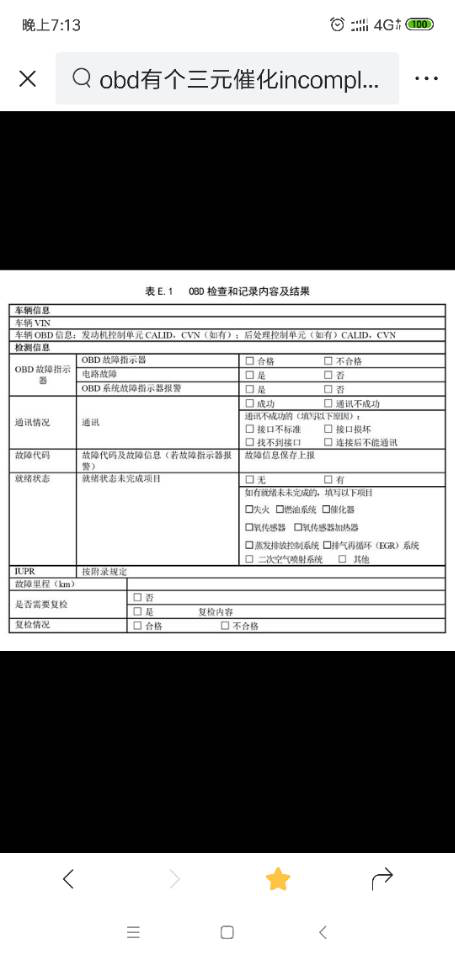 晚上7:13
4G 100
obd有个三元催化incompl...
表 E.1 OBD 检查和记录内容及结果
车辆信息
车辆 VIN
车辆 OBD 信息：发动机控制单元 CALID、CVN（如有）；后处理控制单元（如有）CALID、CVN
检测信息
OBD 故障指示器
OBD 故障指示器
□ 合格 □ 不合格
电路故障
□ 是 □ 否
OBD 系统故障指示器报警
□ 是 □ 否
通讯情况
通讯
□ 成功 □ 通讯不成功
通讯不成功的（填写以下原因）：
□ 接口不标准 □ 接口损坏
□ 找不到接口 □ 连接后不能通讯
故障代码
故障代码及故障信息（若故障指示器报
警）
故障信息保存上报
就绪状态
就绪状态未完成项目
□ 无 □ 有
如有就绪未未完成的，填写以下项目
□失火 □燃油系统 □催化器
□氧传感器 □氧传感器加热器
□蒸发排放控制系统 □排气再循环（EGR）系统
□ 二次空气喷射系统 □ 其他
IUPR
按附录规定
故障里程（km）
是否需要复检
□ 否
□ 是 复检内容
复检情况
□ 合格 □ 不合格